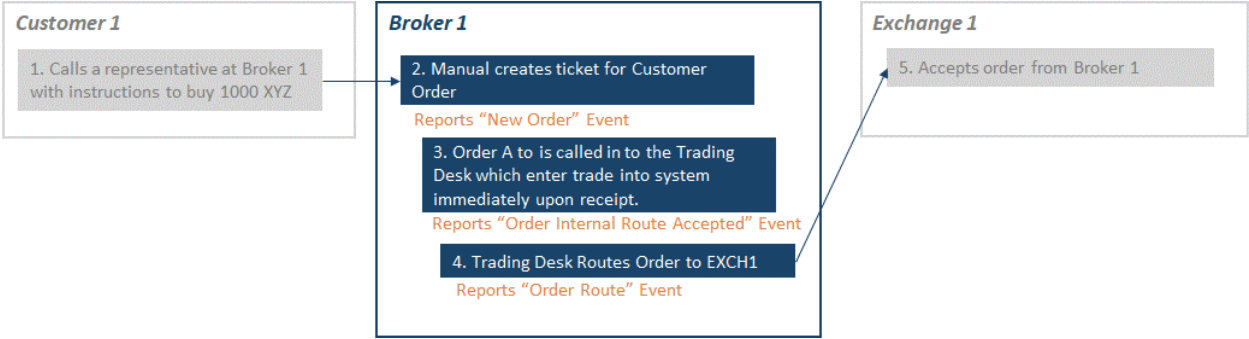 Customer 1
1. Calls a representative at Broker 1
with instructions to buy 1000 XYZ
Broker 1
2. Manual creates ticket for Customer
Order
Reports “New Order” Event
3. Order A to is called in to the Trading
Desk which enter trade into system
immediately upon receipt.
Reports “Order Internal Route Accepted” Event
4. Trading Desk Routes Order to EXCH1
Reports “Order Route” Event
Exchange 1
5. Accepts order from Broker 1